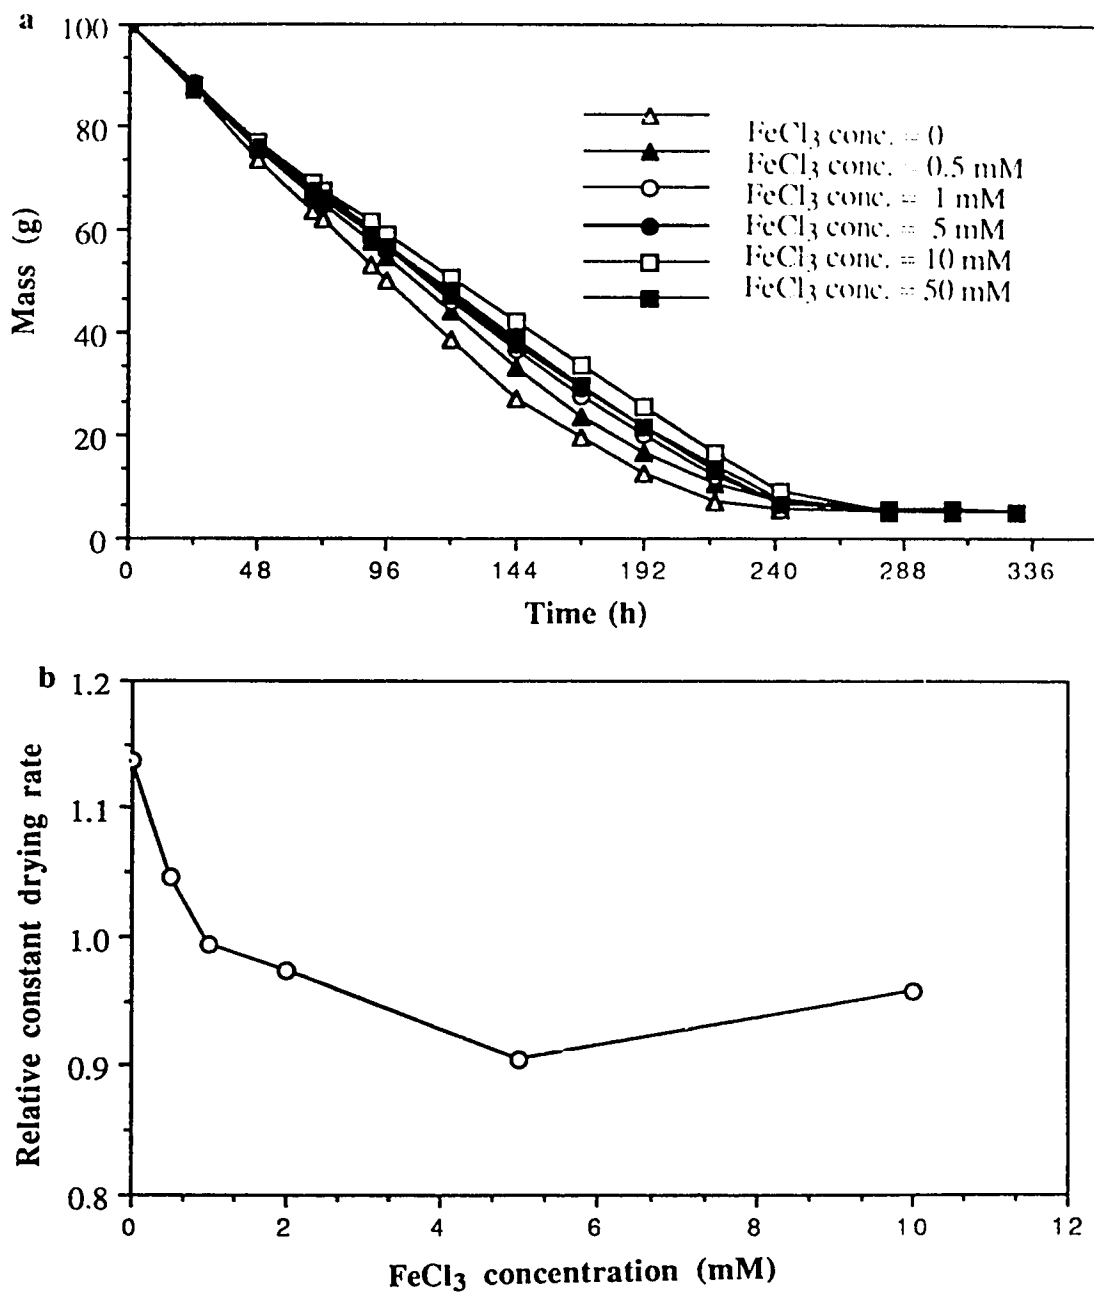 a
100
80
60
40
20
0
Mass (g)
FeCl3 conc. = 0
FeCl3 conc. = 0.5 mM
FeCl3 conc. = 1 mM
FeCl3 conc. = 5 mM
FeCl3 conc. = 10 mM
FeCl3 conc. = 50 mM
0 48 96 144 192 240 288 336
Time (h)
b
1.2
1.1
1.0
0.9
0.8
Relative constant drying rate
0 2 4 6 8 10 12
FeCl3 concentration (mM)